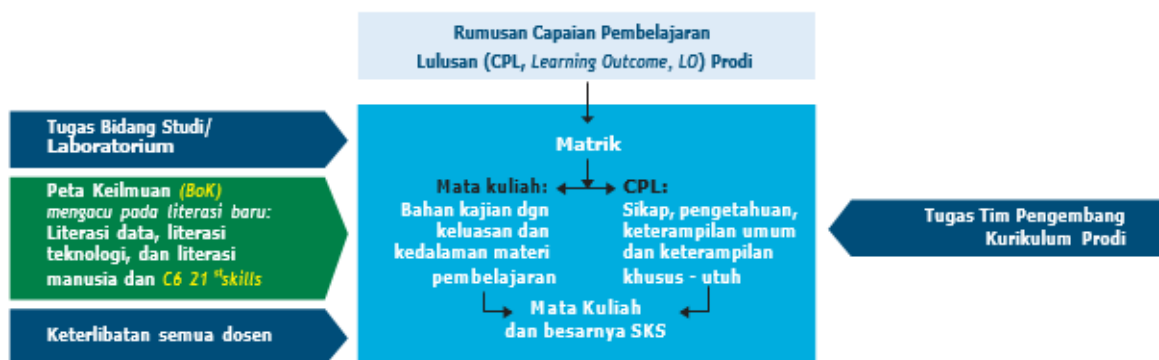 Rumusan Capaian Pembelajaran
Lulusan (CPL, Learning Outcome, LO) Prodi
Tugas Bidang Studi/
Laboratorium
Peta Keilmuan (BoK)
mengacu pada literasi baru:
Literasi data, literasi
teknologi, dan literasi
manusia dan C6 21 st skills
Keterlibatan semua dosen
Matrik
Mata kuliah:
Bahan kajian dgn
keluasan dan
kedalaman materi
pembelajaran
CPL:
Sikap, pengetahuan,
keterampilan umum
dan keterampilan
khusus - utuh
Mata Kuliah
dan besarnya SKS
Tugas Tim Pengembang
Kurikulum Prodi